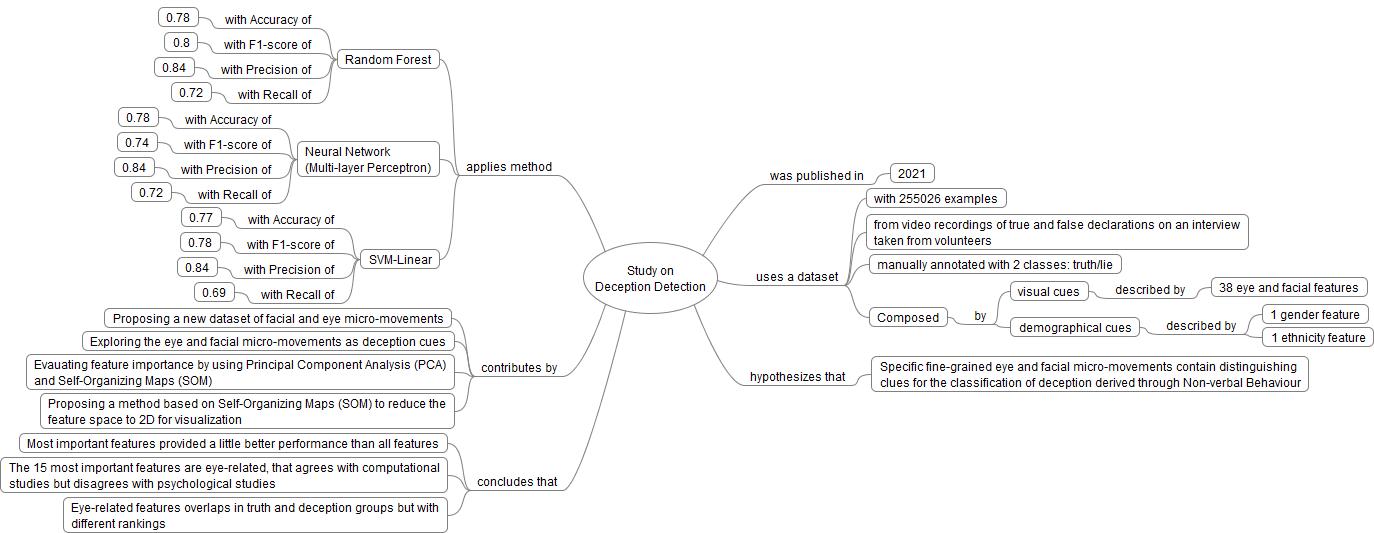 Study on
Deception Detection
applies method
Random Forest
with Accuracy of
0.78
with F1-score of
0.8
with Precision of
0.84
with Recall of
0.72
Neural Network
(Multi-layer Perceptron)
with Accuracy of
0.78
with F1-score of
0.74
with Precision of
0.84
with Recall of
0.72
SVM-Linear
with Accuracy of
0.77
with F1-score of
0.78
with Precision of
0.84
with Recall of
0.69
contributes by
Proposing a new dataset of facial and eye micro-movements
Exploring the eye and facial micro-movements as deception cues
Evauating feature importance by using Principal Component Analysis (PCA)
and Self-Organizing Maps (SOM)
Proposing a method based on Self-Organizing Maps (SOM) to reduce the
feature space to 2D for visualization
concludes that
Most important features provided a little better performance than all features
The 15 most important features are eye-related, that agrees with computational
studies but disagrees with psychological studies
Eye-related features overlaps in truth and deception groups but with
different rankings
was published in
2021
uses a dataset
with 255026 examples
from video recordings of true and false declarations on an interview
taken from volunteers
manually annotated with 2 classes: truth/lie
Composed
by
visual cues
described by
38 eye and facial features
demographical cues
described by
1 gender feature
1 ethnicity feature
hypothesizes that
Specific fine-grained eye and facial micro-movements contain distinguishing
clues for the classification of deception derived through Non-verbal Behaviour